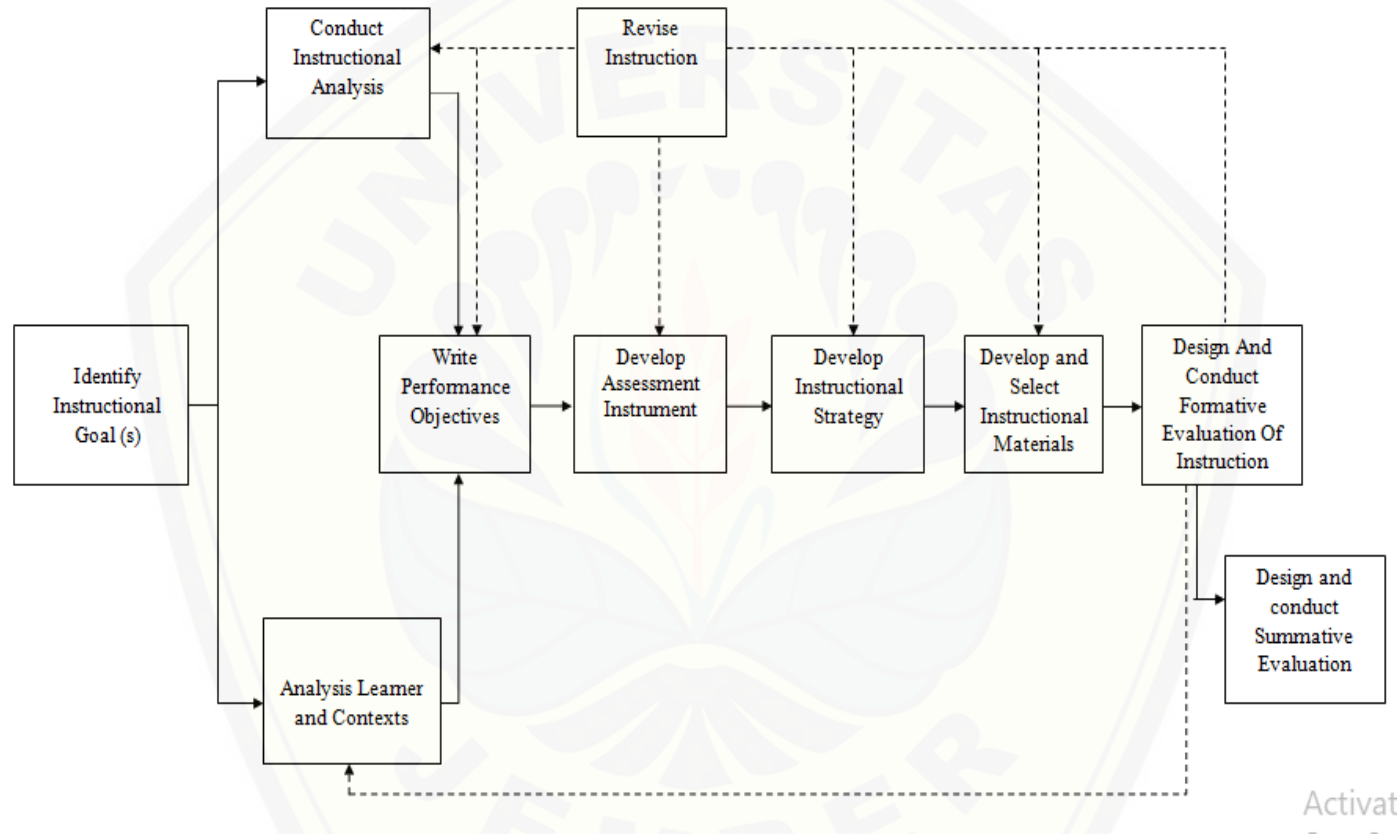 Conduct
Instructional
Analysis
Revise
Instruction
UNIVERSITAS
Identify
Instructional
Goal (s)
Write
Performance
Objectives
Develop
Assessment
Instrument
Develop
Instructional
Strategy
Develop and
Select
Instructional
Materials
Design And
Conduct
Formative
Evaluation Of
Instruction
Analysis Learner
and Contexts
Design and
conduct
Summative
Evaluation
JEMBER
Activat